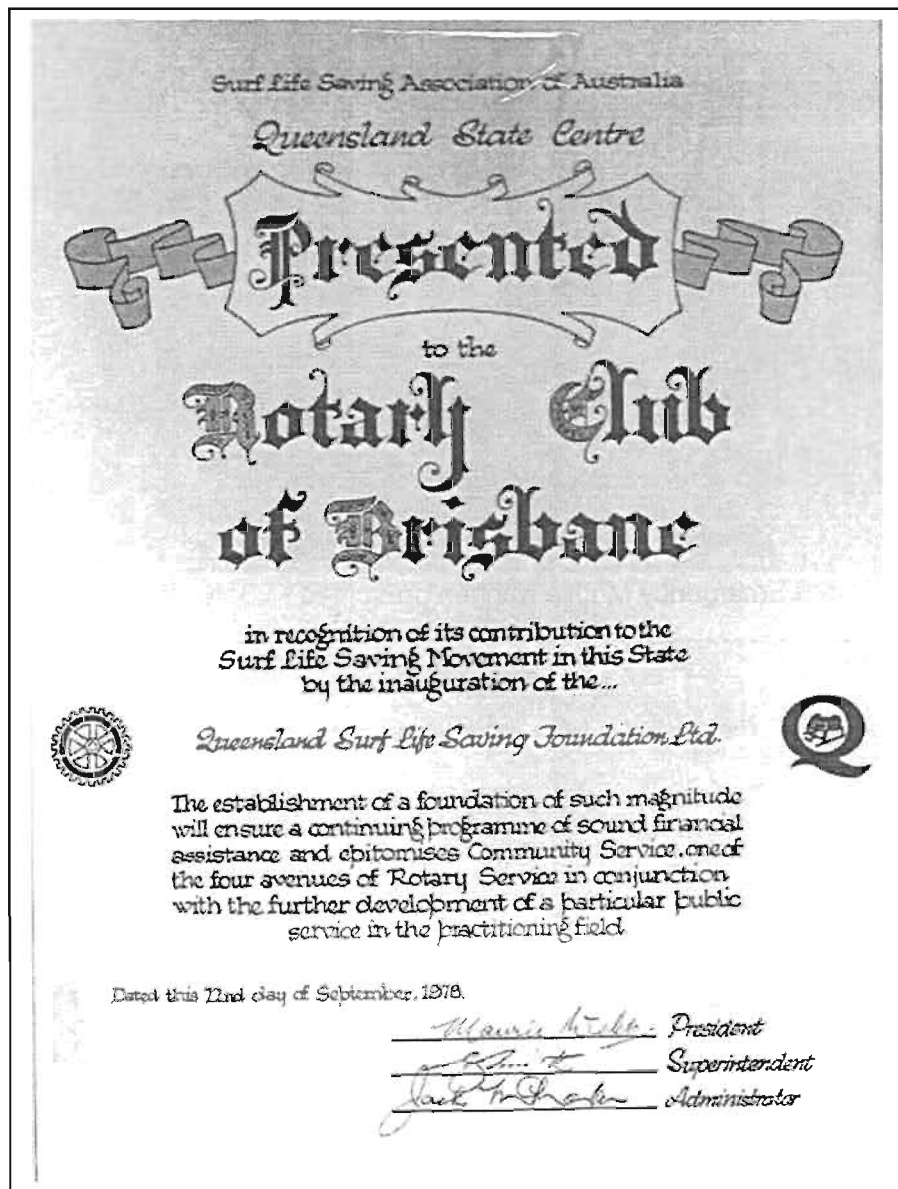 Surf Life Saving Association of Australia
Queensland State Centre
Presented
to the
Rotary Club
of Brisbane
in recognition of its contribution to the
Surf Life Saving Movement in this State
by the inauguration of the...
Queensland Surf Life Saving Foundation Ltd.
The establishment of a foundation of such magnitude
will ensure a continuing programme of sound financial
assistance and epitomises Community Service, one of
the four avenues of Rotary Service in conjunction
with the further development of a particular public
service in the practitioning field
Dated this 22nd day of September, 1978.
Maurie President
Superintendent
Jack Administrator